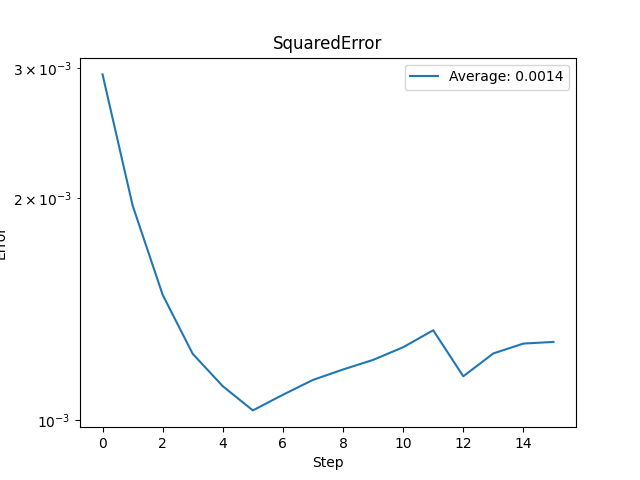 SquaredError
Average: 0.0014
3 × 10⁻³
2 × 10⁻³
10⁻³
Error
0 2 4 6 8 10 12 14
Step